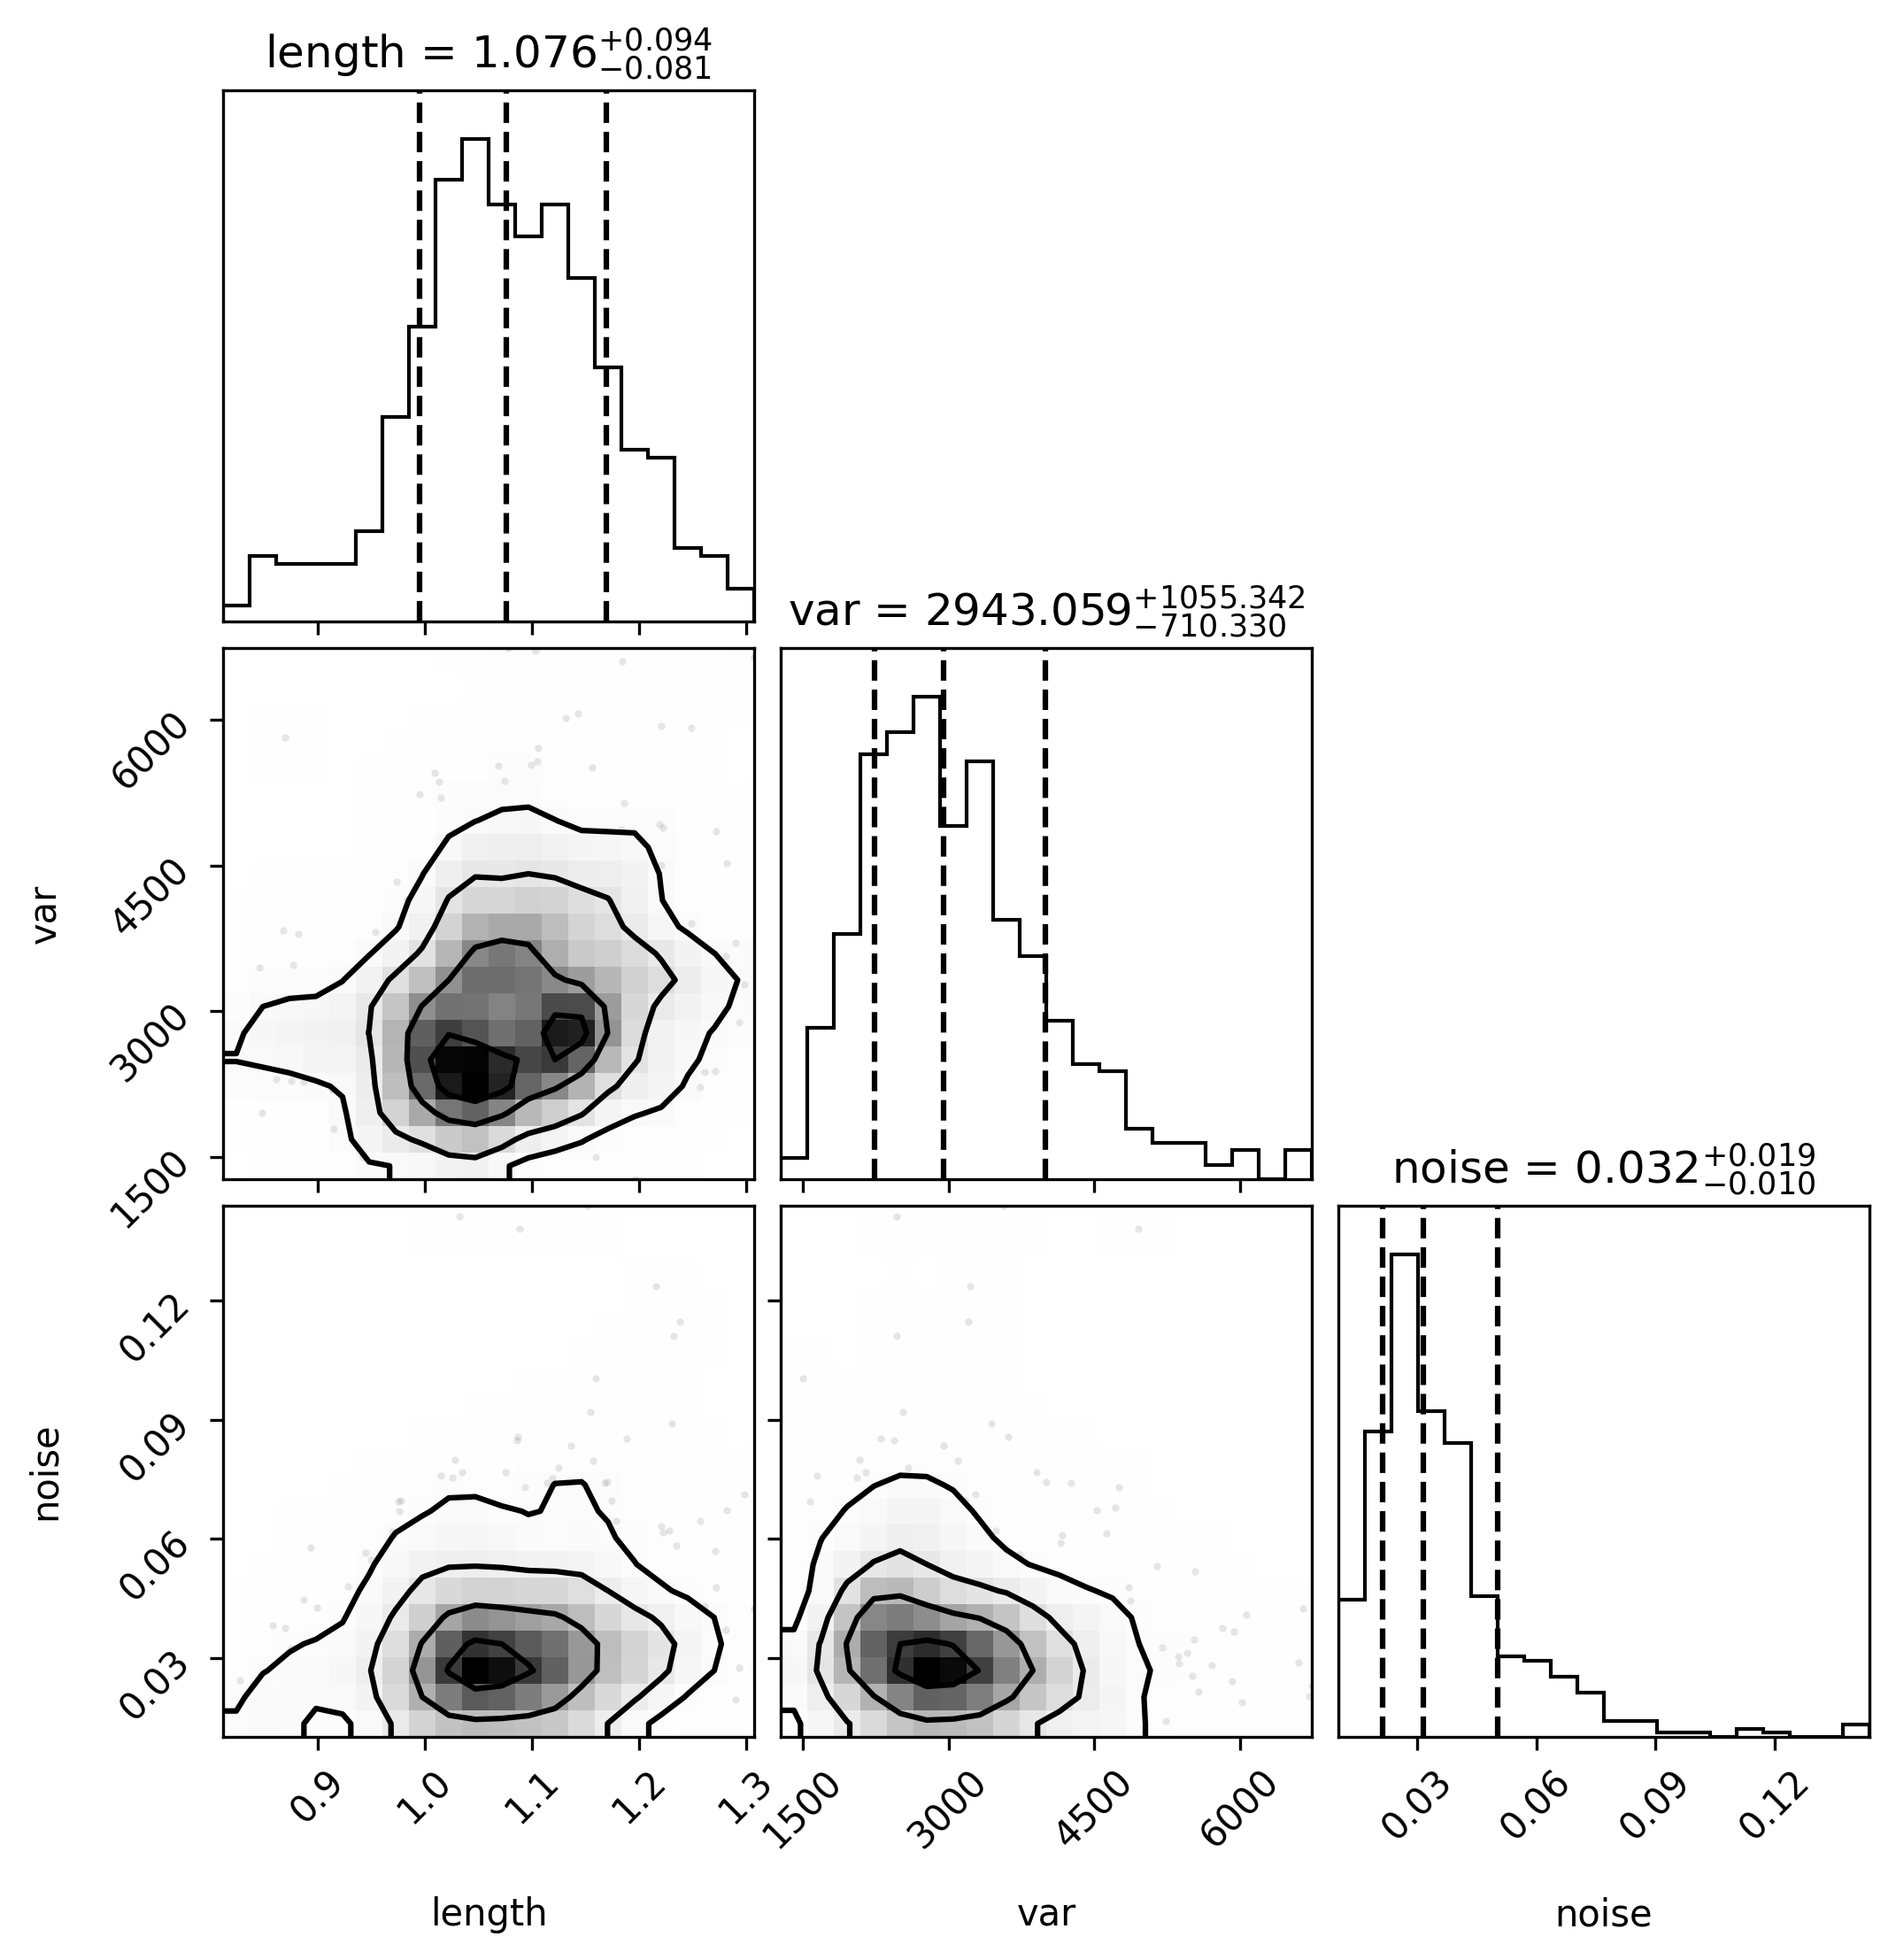 length = 1.076+0.094−0.081
var = 2943.059+1055.342−710.330
6000
4500
3000
1500
var
noise = 0.032+0.019−0.010
0.12
0.09
0.06
0.03
noise
0.9 1.0 1.1 1.2 1.3 1500 3000 4500 6000 0.03 0.06 0.09 0.12
length var noise